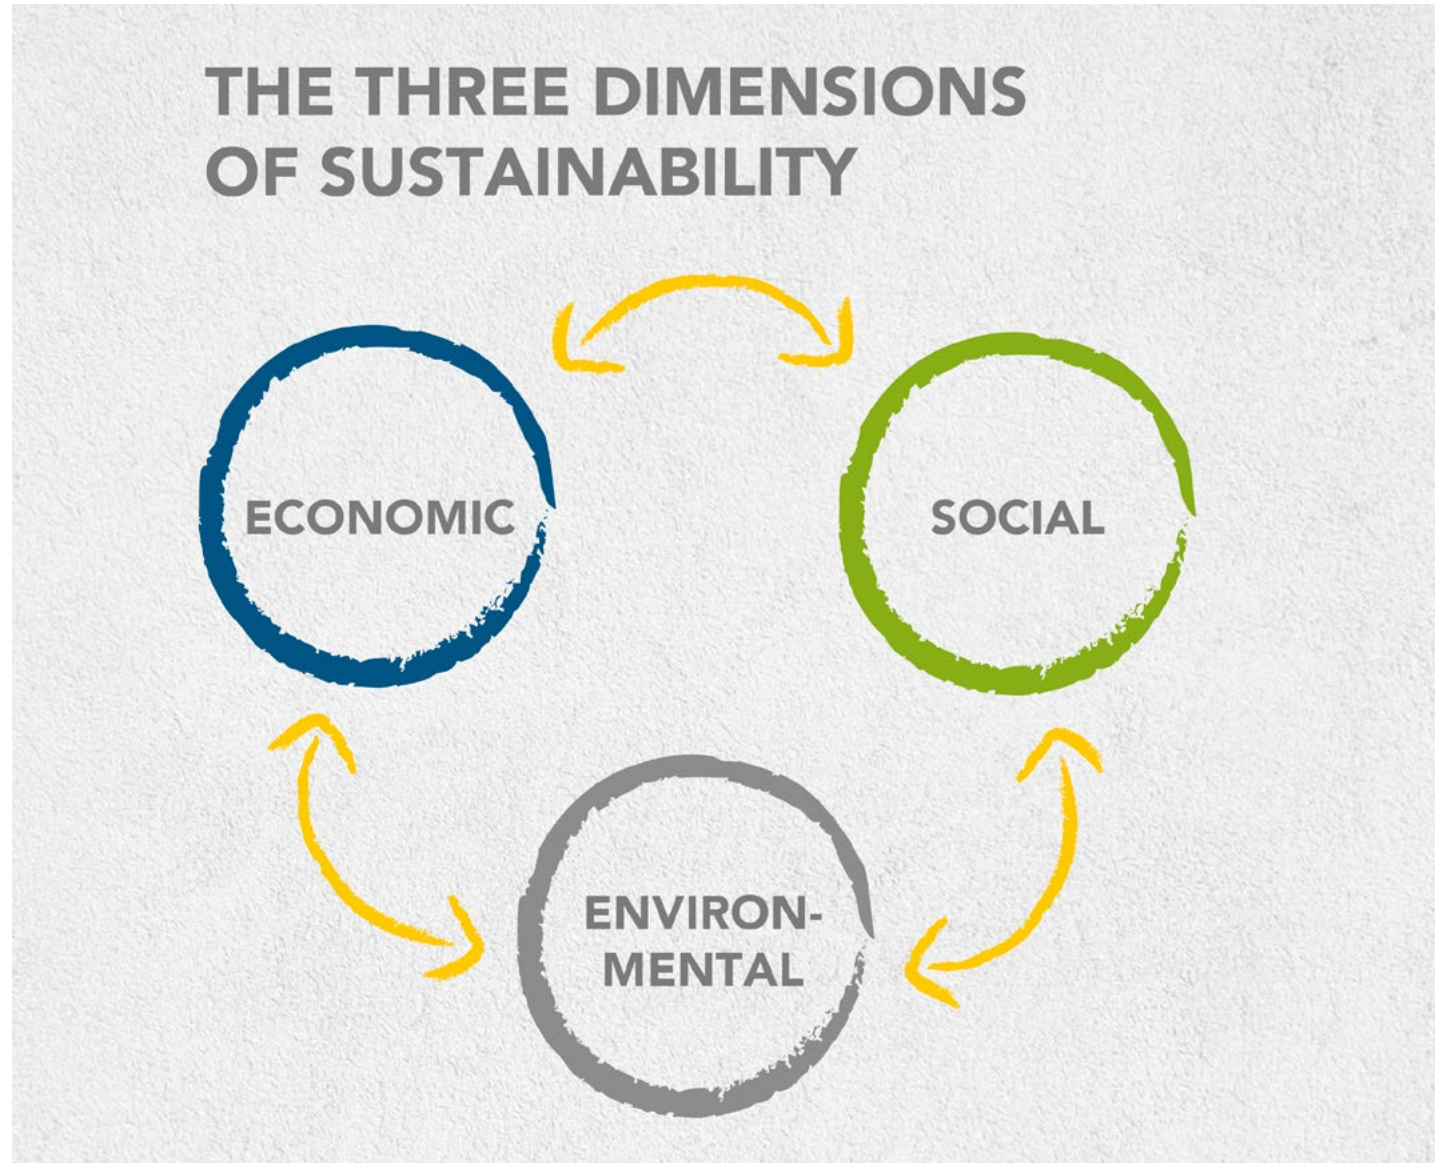 THE THREE DIMENSIONS
OF SUSTAINABILITY
ECONOMIC
SOCIAL
ENVIRON-
MENTAL